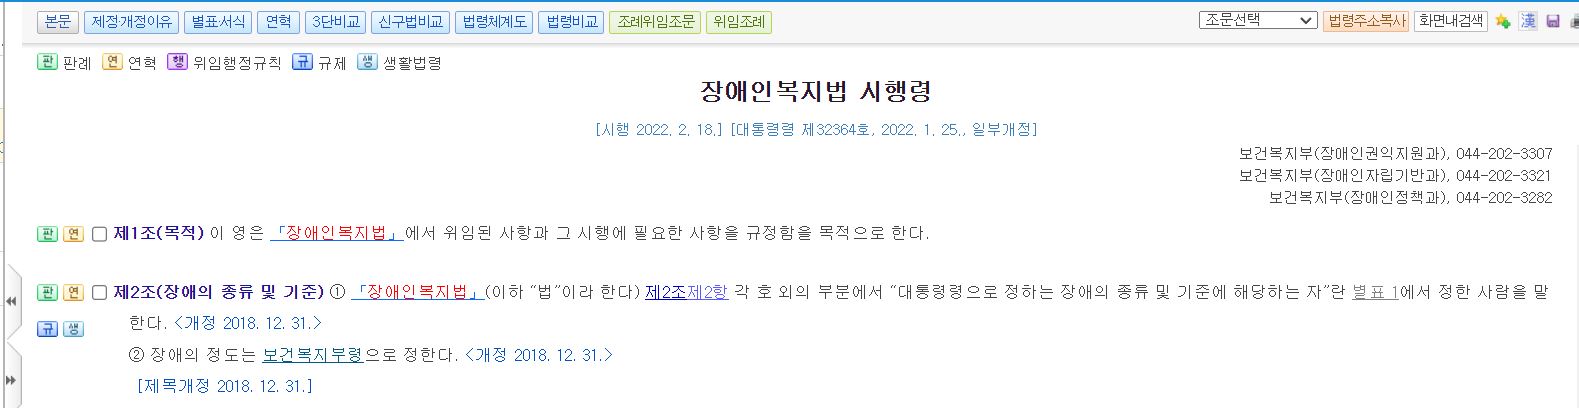 본문 제정·개정이유 별표·서식 연혁 3단비교 신구법비교 법령체계도 법령비교 조례위임조문 위임조례 조문선택 법령주소복사 화면내검색 漢
판 판례 연 연혁 행 위임행정규칙 규 규제 생 생활법령
장애인복지법 시행령
[시행 2022. 2. 18.] [대통령령 제32364호, 2022. 1. 25., 일부개정]
보건복지부(장애인권익지원과), 044-202-3307
보건복지부(장애인자립기반과), 044-202-3321
보건복지부(장애인정책과), 044-202-3282
판 연 제1조(목적) 이 영은 「장애인복지법」에서 위임된 사항과 그 시행에 필요한 사항을 규정함을 목적으로 한다.
판 연 제2조(장애의 종류 및 기준) ① 「장애인복지법」(이하 “법”이라 한다) 제2조제2항 각 호 외의 부분에서 “대통령령으로 정하는 장애의 종류 및 기준에 해당하는 자”란 별표 1에서 정한 사람을 말
규 생 한다. <개정 2018. 12. 31.>
② 장애의 정도는 보건복지부령으로 정한다. <개정 2018. 12. 31.>
[제목개정 2018. 12. 31.]